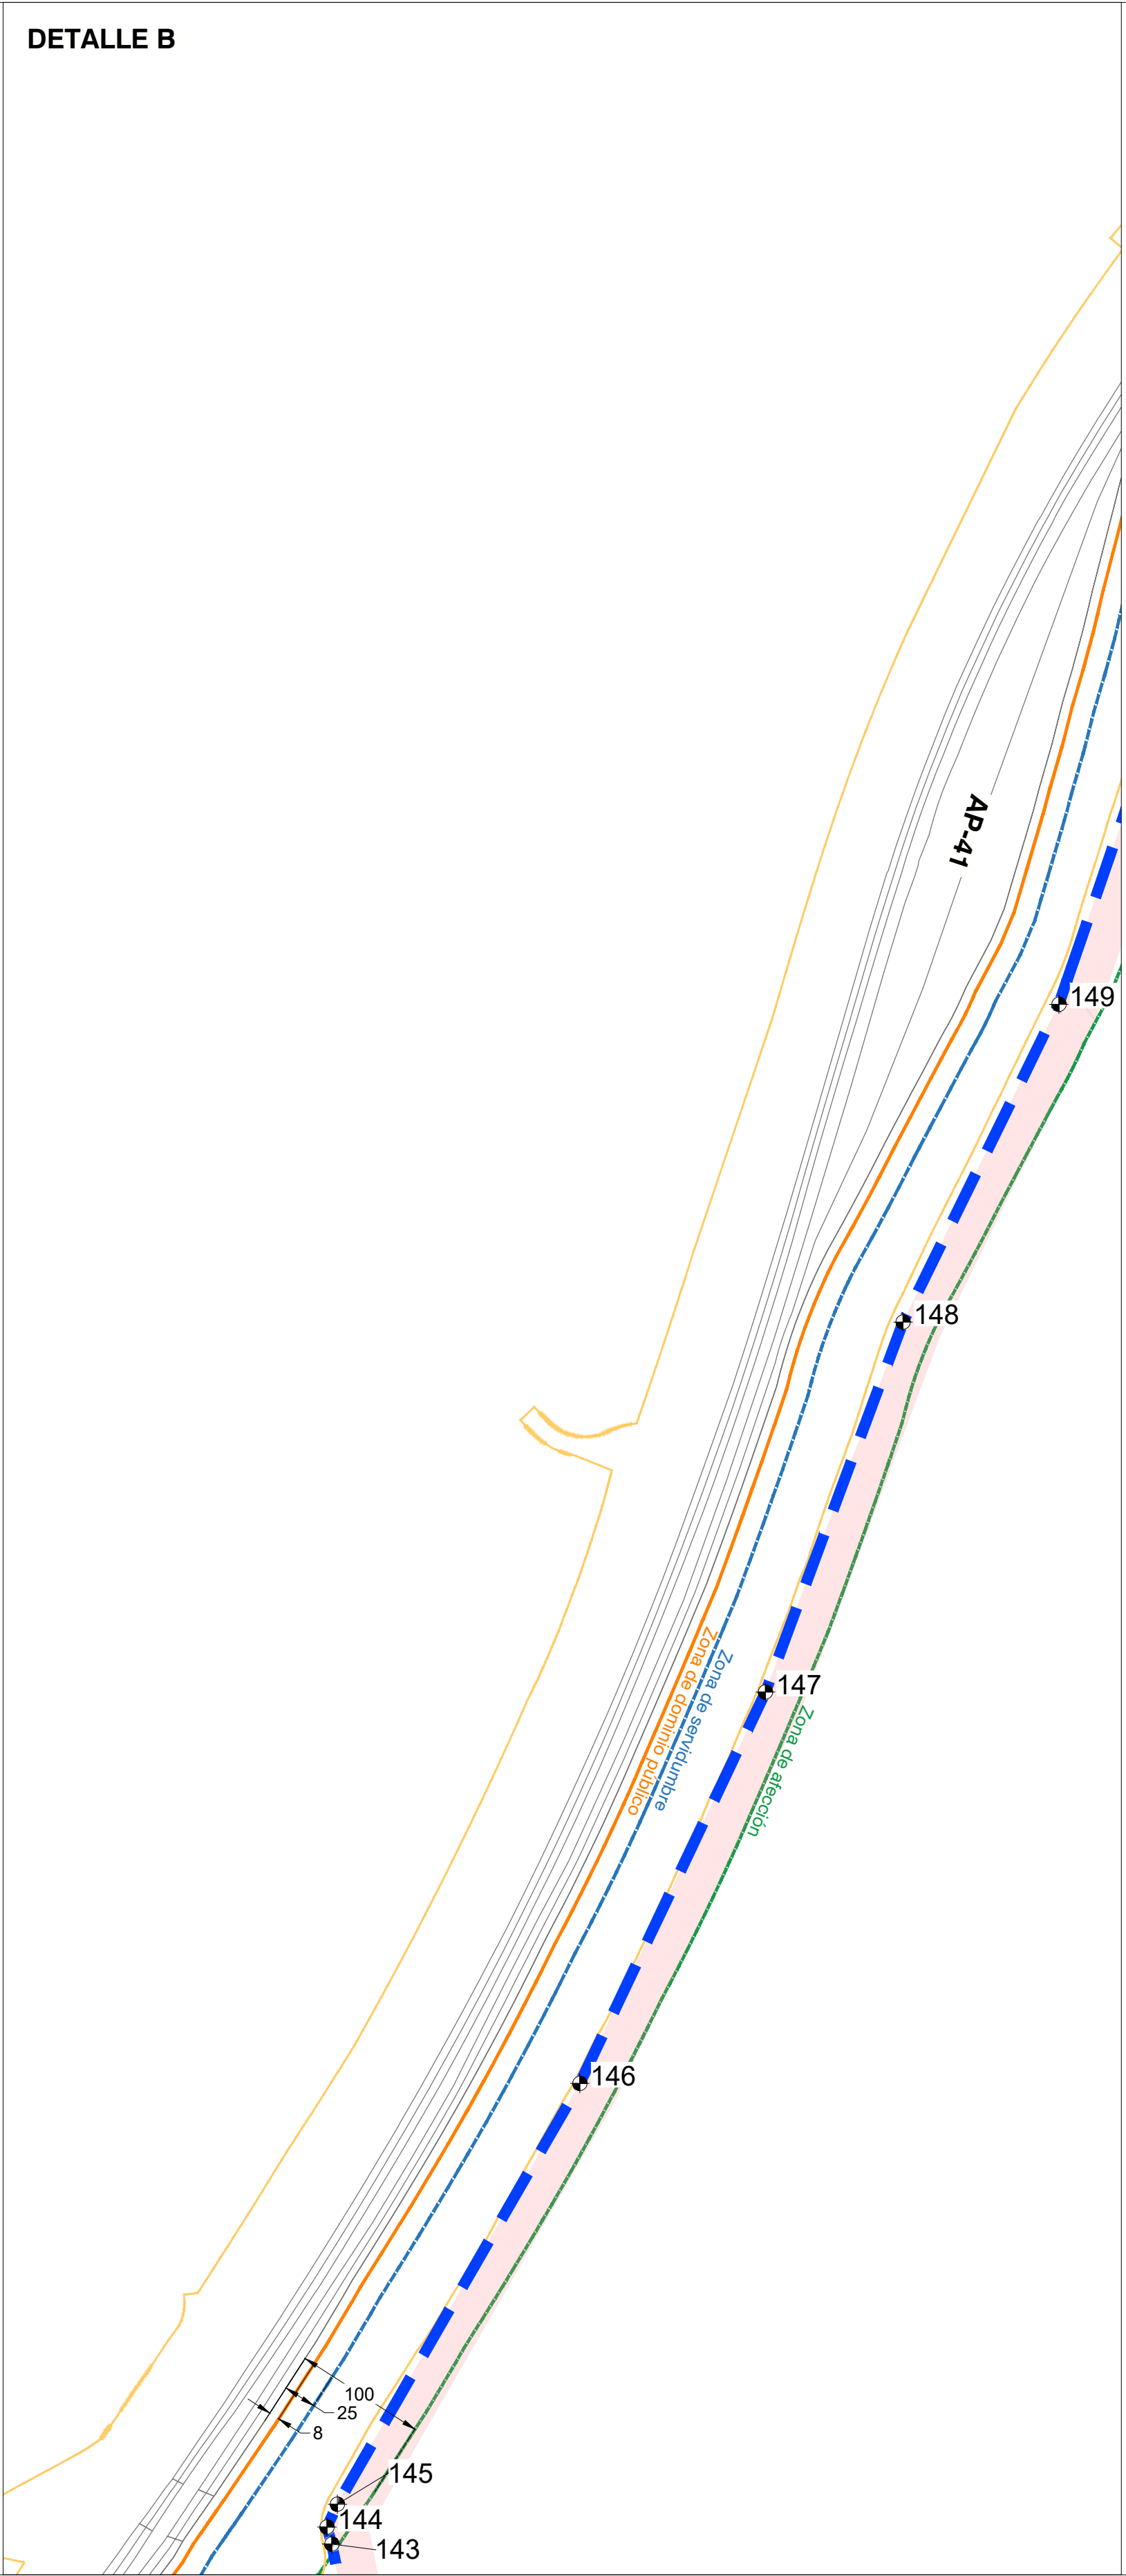 DETALLE B
AP-41
149
148
147
Zona de dominio público
Zona de servidumbre
Zona de afección
146
100
25
8
145
144
143